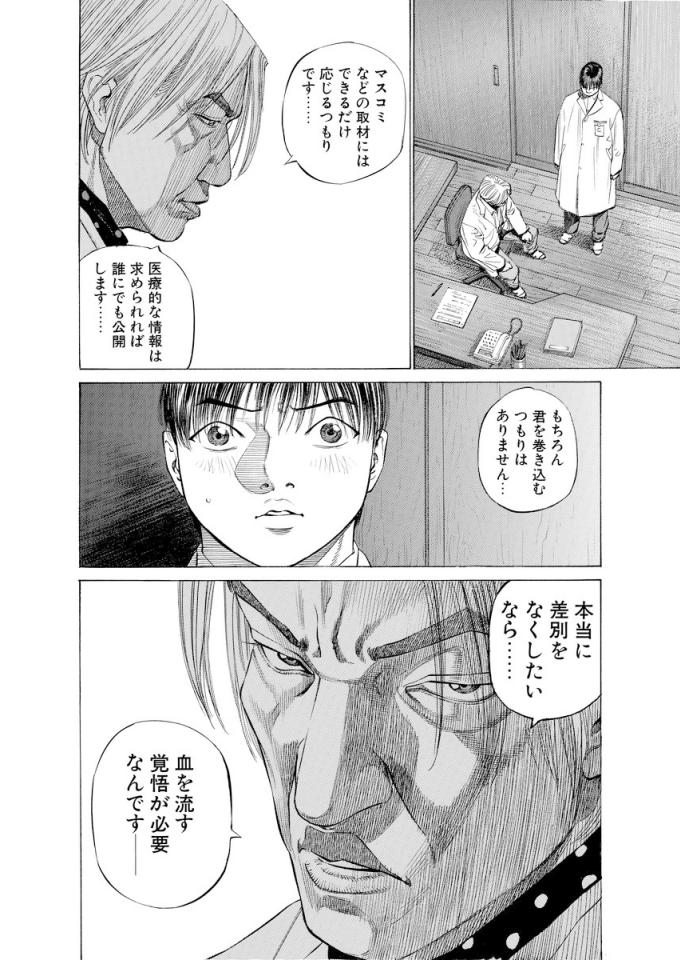 マスコミ
などの取材には
できるだけ
応じるつもり
です……
医療的な情報は
求められれば
誰にでも公開
します……
もちろん
君を巻き込む
つもりは
ありません…
本当に
差別を
なくしたい
なら……
血を流す
覚悟が必要
なんです──